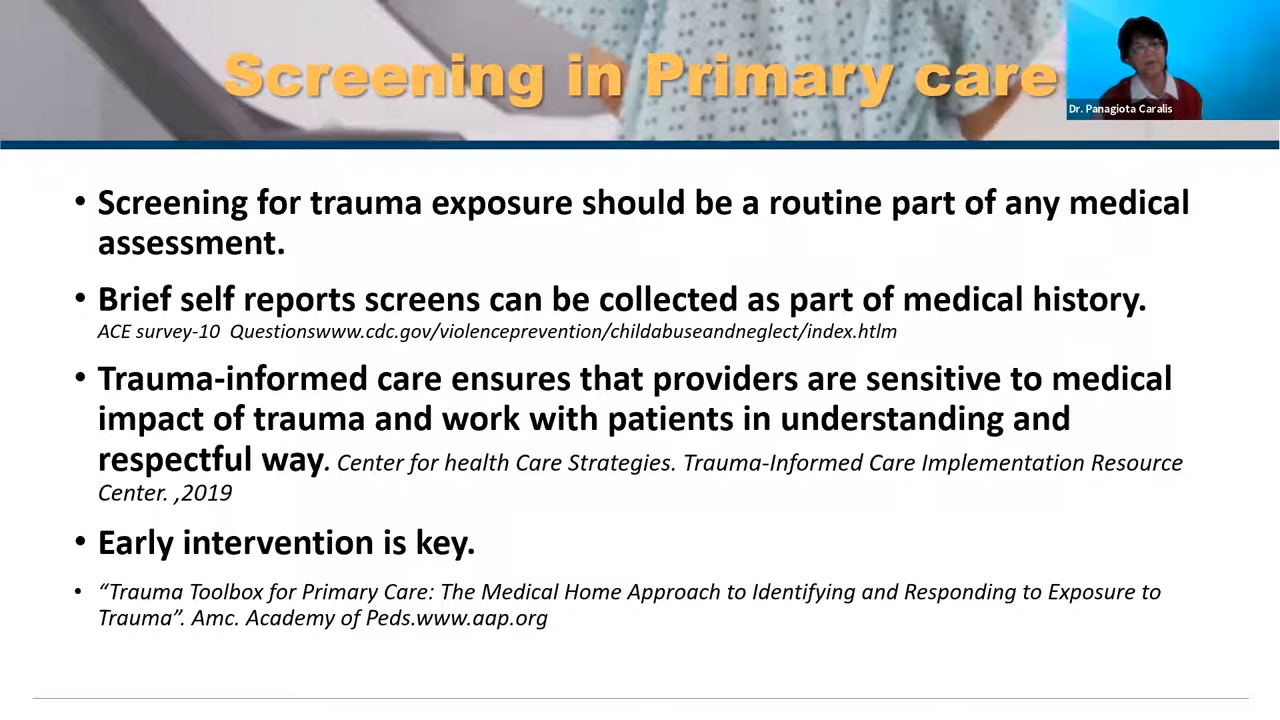 Screening in Primary care
Dr. Panagiota Caralis
• Screening for trauma exposure should be a routine part of any medical
assessment.
• Brief self reports screens can be collected as part of medical history.
ACE survey-10 Questionswww.cdc.gov/violenceprevention/childabuseandneglect/index.htlm
• Trauma-informed care ensures that providers are sensitive to medical
impact of trauma and work with patients in understanding and
respectful way. Center for health Care Strategies. Trauma-Informed Care Implementation Resource
Center. ,2019
• Early intervention is key.
• “Trauma Toolbox for Primary Care: The Medical Home Approach to Identifying and Responding to Exposure to
Trauma”. Amc. Academy of Peds.www.aap.org